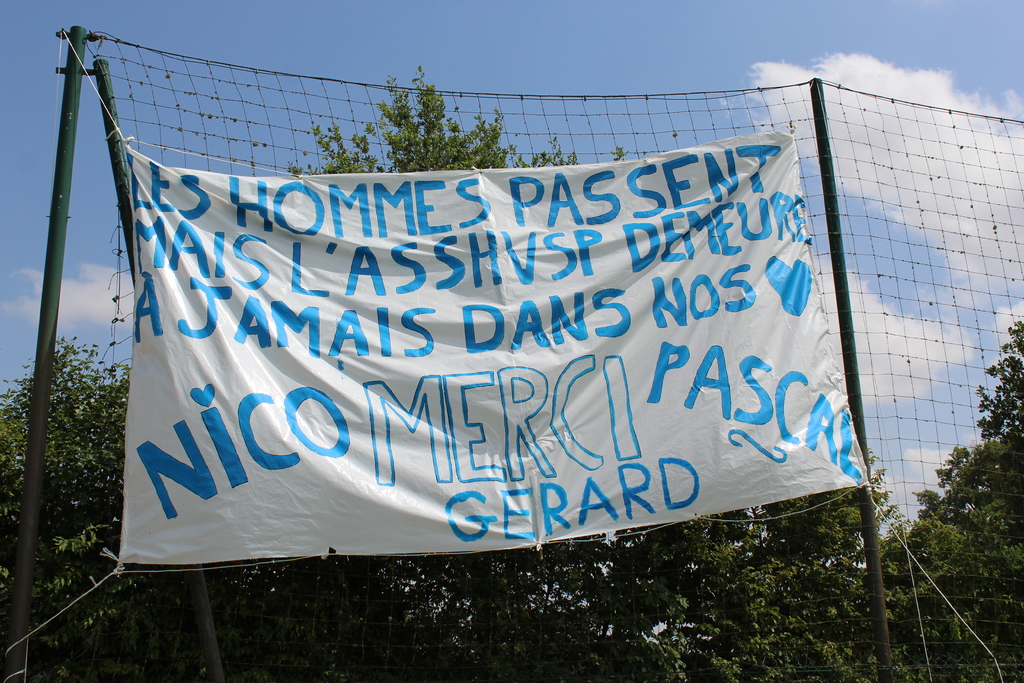 LES HOMMES PASSENT
MAIS L'ASSHVSP DEMEURE
À JAMAIS DANS NOS
NICO MERCI PASCAL
GERARD